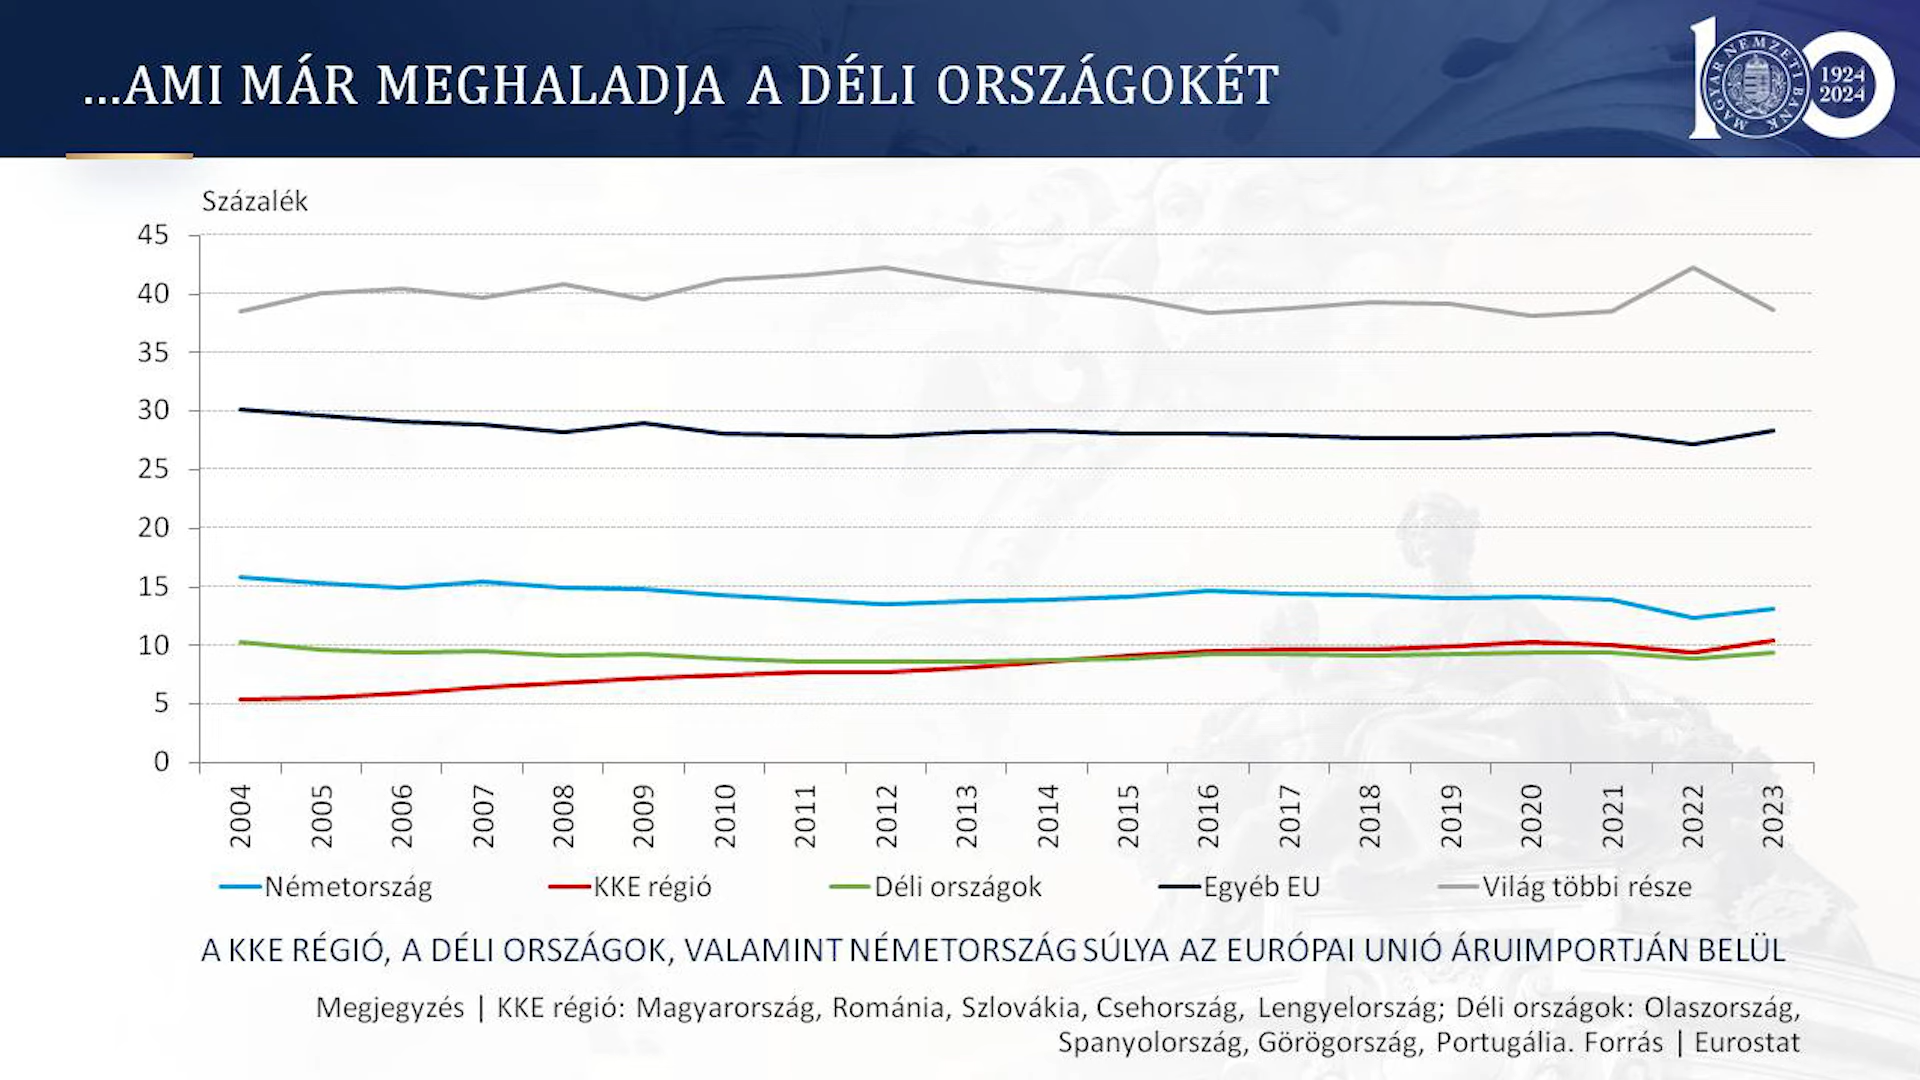 ...AMI MÁR MEGHALADJA A DÉLI ORSZÁGOKÉT
MAGYAR NEMZETI BANK
1924
2024
Százalék
45
40
35
30
25
20
15
10
5
0
2004 2005 2006 2007 2008 2009 2010 2011 2012 2013 2014 2015 2016 2017 2018 2019 2020 2021 2022 2023
Németország KKE régió Déli országok Egyéb EU Világ többi része
A KKE RÉGIÓ, A DÉLI ORSZÁGOK, VALAMINT NÉMETORSZÁG SÚLYA AZ EURÓPAI UNIÓ ÁRUIMPORTJÁN BELÜL
Megjegyzés | KKE régió: Magyarország, Románia, Szlovákia, Csehország, Lengyelország; Déli országok: Olaszország,
Spanyolország, Görögország, Portugália. Forrás | Eurostat